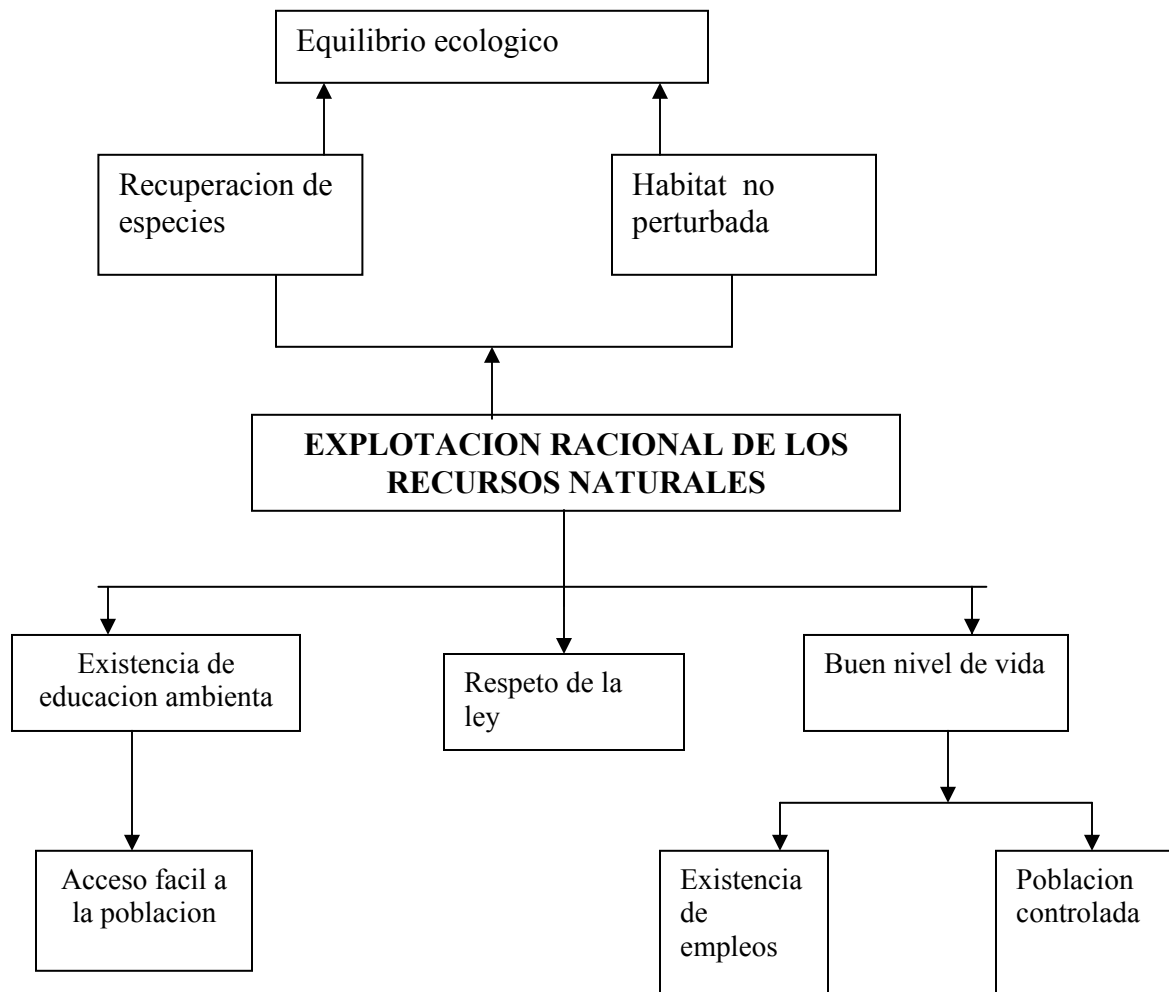 Equilibrio ecologico
Recuperacion de
especies
Habitat no
perturbada
EXPLOTACION RACIONAL DE LOS
RECURSOS NATURALES
Existencia de
educacion ambienta
Respeto de la
ley
Buen nivel de vida
Acceso facil a
la poblacion
Existencia
de
empleos
Poblacion
controlada